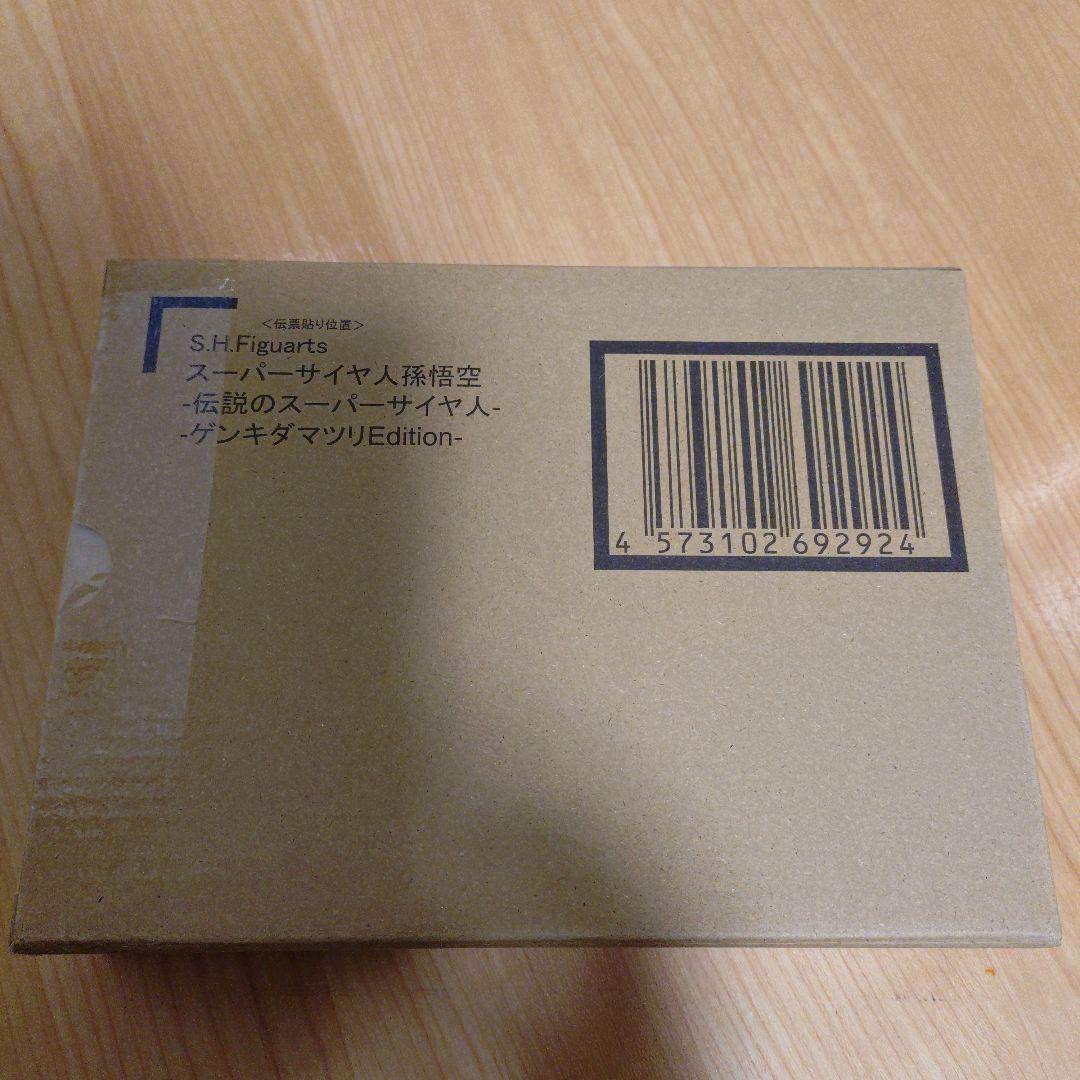 <伝票貼り位置>
S.H.Figuarts
スーパーサイヤ人孫悟空
-伝説のスーパーサイヤ人-
-ゲンキダマツリEdition-
4 573102 692924